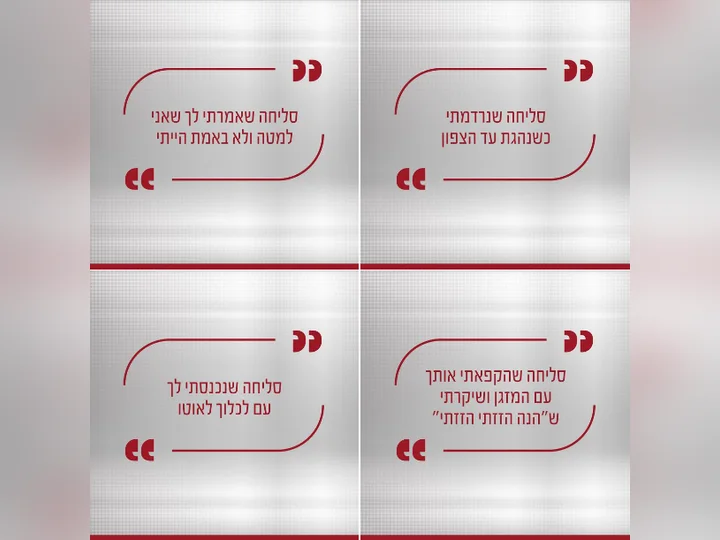 סליחה שאמרתי לך שאני
למטה ולא באמת הייתי
סליחה שנרדמתי
כשנהגת עד הצפון
סליחה שנכנסתי לך
עם לכלוך לאוטו
סליחה שהקפאתי אותך
עם המזגן ושיקרתי
ש"הנה הזזתי הזזתי"